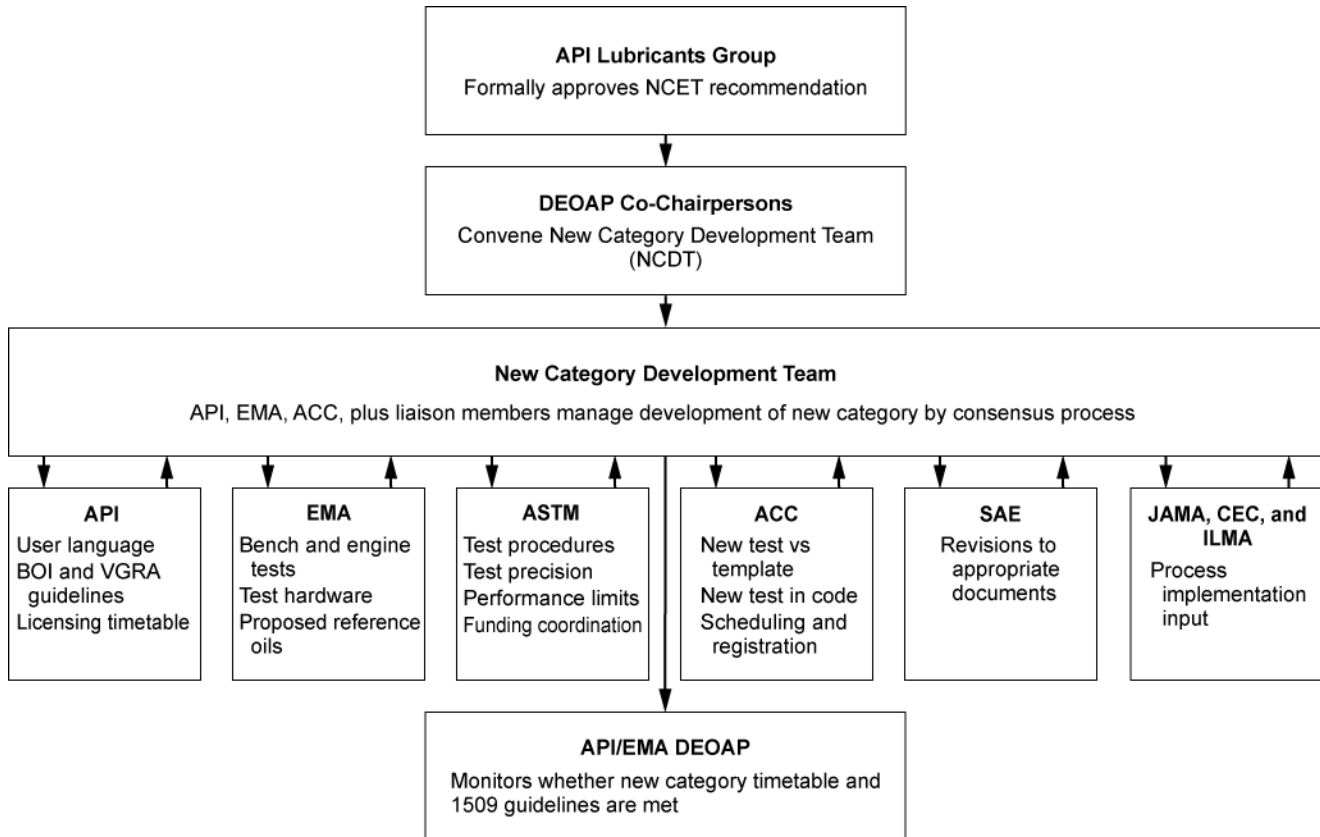 API Lubricants Group
Formally approves NCET recommendation
DEOAP Co-Chairpersons
Convene New Category Development Team
(NCDT)
New Category Development Team
API, EMA, ACC, plus liaison members manage development of new category by consensus process
API
User language
BOI and VGRA
guidelines
Licensing timetable
EMA
Bench and engine
tests
Test hardware
Proposed reference
oils
ASTM
Test procedures
Test precision
Performance limits
Funding coordination
ACC
New test vs
template
New test in code
Scheduling and
registration
SAE
Revisions to
appropriate
documents
JAMA, CEC, and
ILMA
Process
implementation
input
API/EMA DEOAP
Monitors whether new category timetable and
1509 guidelines are met